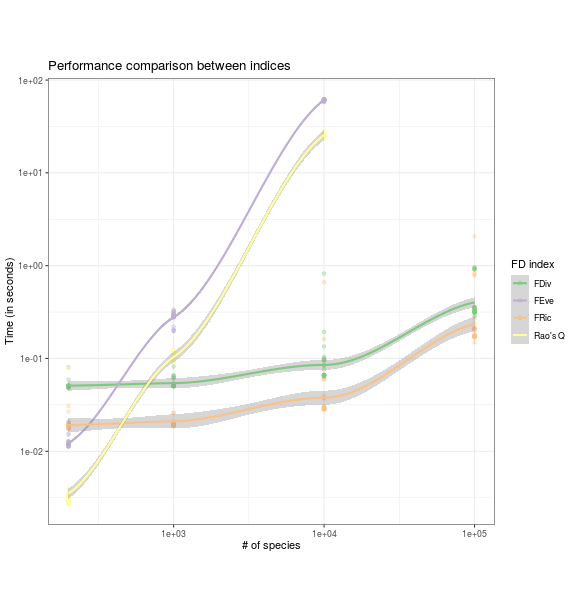 Performance comparison between indices
1e+02
1e+01
1e+00
1e-01
1e-02
Time (in seconds)
1e+03
1e+04
1e+05
# of species
FD index
FDiv
FEve
FRic
Rao's Q